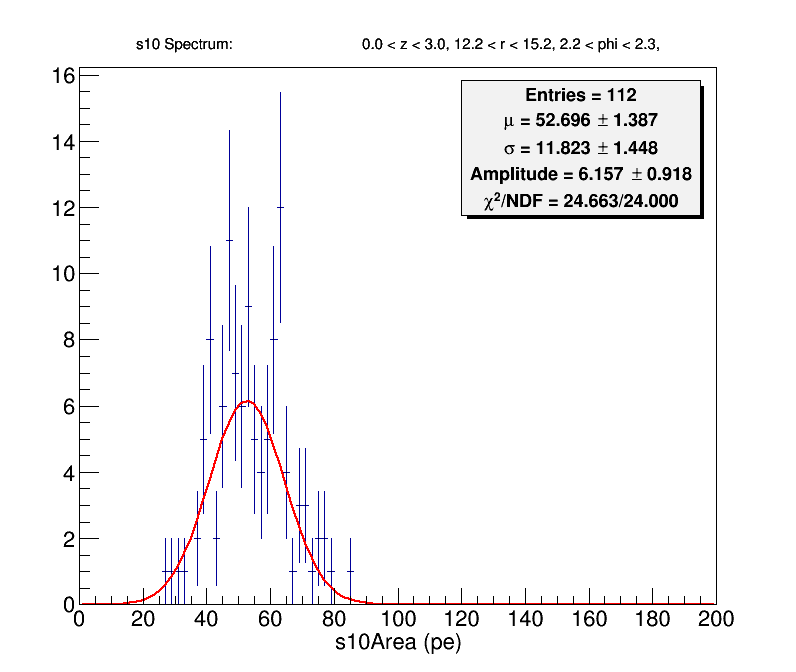 s10 Spectrum: 0.0 < z < 3.0, 12.2 < r < 15.2, 2.2 < phi < 2.3,
Entries = 112
μ = 52.696 ± 1.387
σ = 11.823 ± 1.448
Amplitude = 6.157 ± 0.918
χ²/NDF = 24.663/24.000
16
14
12
10
8
6
4
2
0
0 20 40 60 80 100 120 140 160 180 200
s10Area (pe)